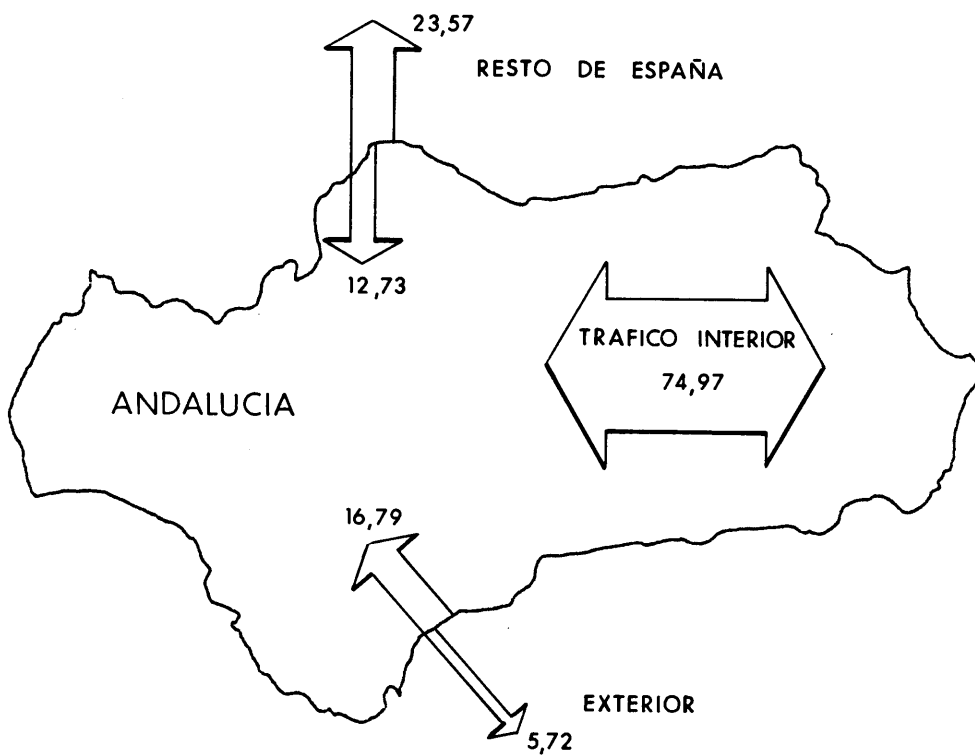 23,57
RESTO DE ESPAÑA
12,73
TRAFICO INTERIOR
74,97
ANDALUCIA
16,79
EXTERIOR
5,72